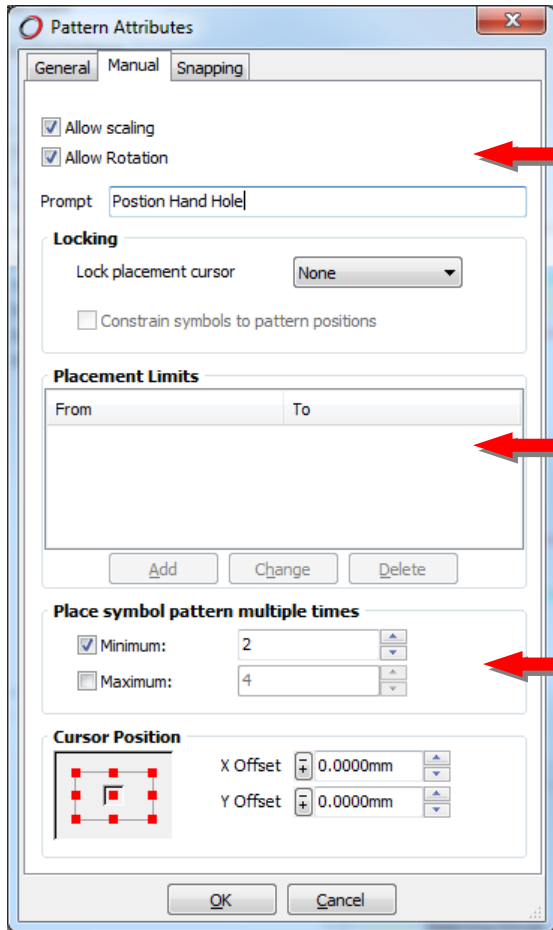 Pattern Attributes
General Manual Snapping
Allow scaling
Allow Rotation
Prompt Postion Hand Hole
Locking
Lock placement cursor None
Constrain symbols to pattern positions
Placement Limits
From To
Add Change Delete
Place symbol pattern multiple times
Minimum: 2
Maximum: 4
Cursor Position
X Offset 0.0000mm
Y Offset 0.0000mm
OK Cancel